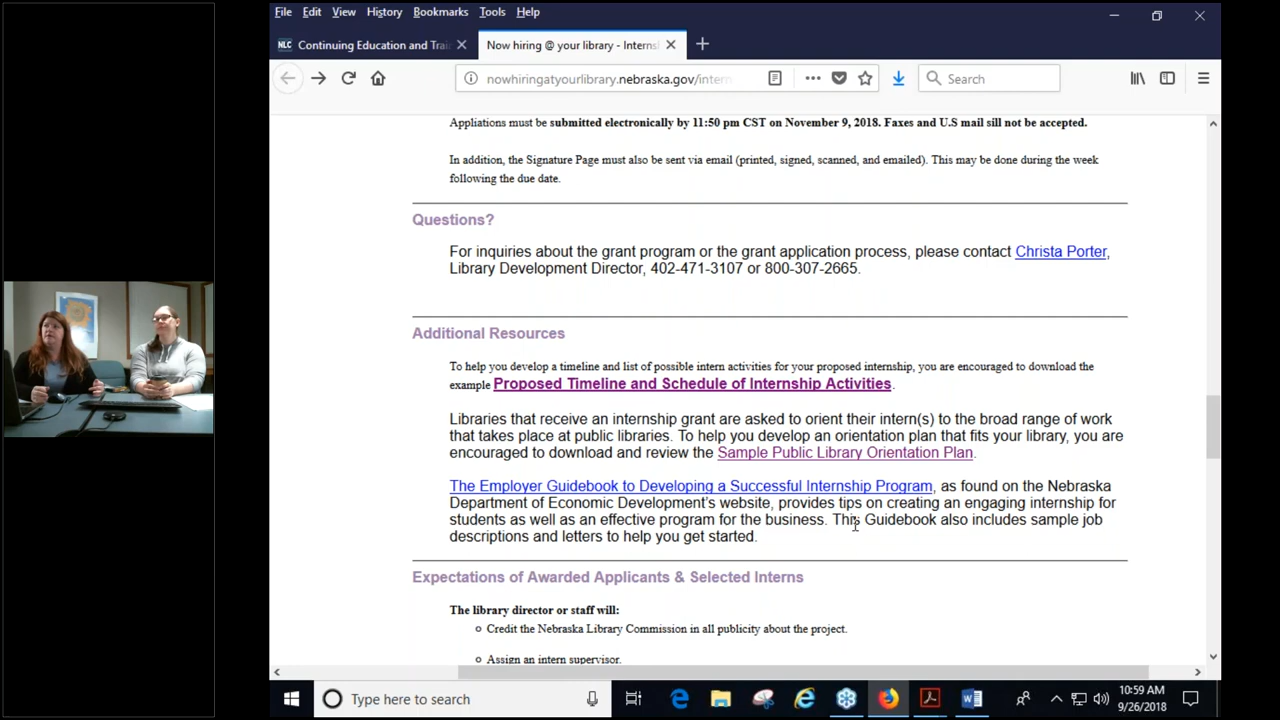 File Edit View History Bookmarks Tools Help
NLC Continuing Education and Trai
Now hiring @ your library - Interns
nowhiringatyourlibrary.nebraska.gov/intern
Search
Appliations must be submitted electronically by 11:50 pm CST on November 9, 2018. Faxes and U.S mail sill not be accepted.
In addition, the Signature Page must also be sent via email (printed, signed, scanned, and emailed). This may be done during the week
following the due date.
Questions?
For inquiries about the grant program or the grant application process, please contact Christa Porter,
Library Development Director, 402-471-3107 or 800-307-2665.
Additional Resources
To help you develop a timeline and list of possible intern activities for your proposed internship, you are encouraged to download the
example Proposed Timeline and Schedule of Internship Activities.
Libraries that receive an internship grant are asked to orient their intern(s) to the broad range of work
that takes place at public libraries. To help you develop an orientation plan that fits your library, you are
encouraged to download and review the Sample Public Library Orientation Plan.
The Employer Guidebook to Developing a Successful Internship Program, as found on the Nebraska
Department of Economic Development's website, provides tips on creating an engaging internship for
students as well as an effective program for the business. This Guidebook also includes sample job
descriptions and letters to help you get started.
Expectations of Awarded Applicants & Selected Interns
The library director or staff will:
Credit the Nebraska Library Commission in all publicity about the project.
Assign an intern supervisor.
Type here to search
10:59 AM
9/26/2018